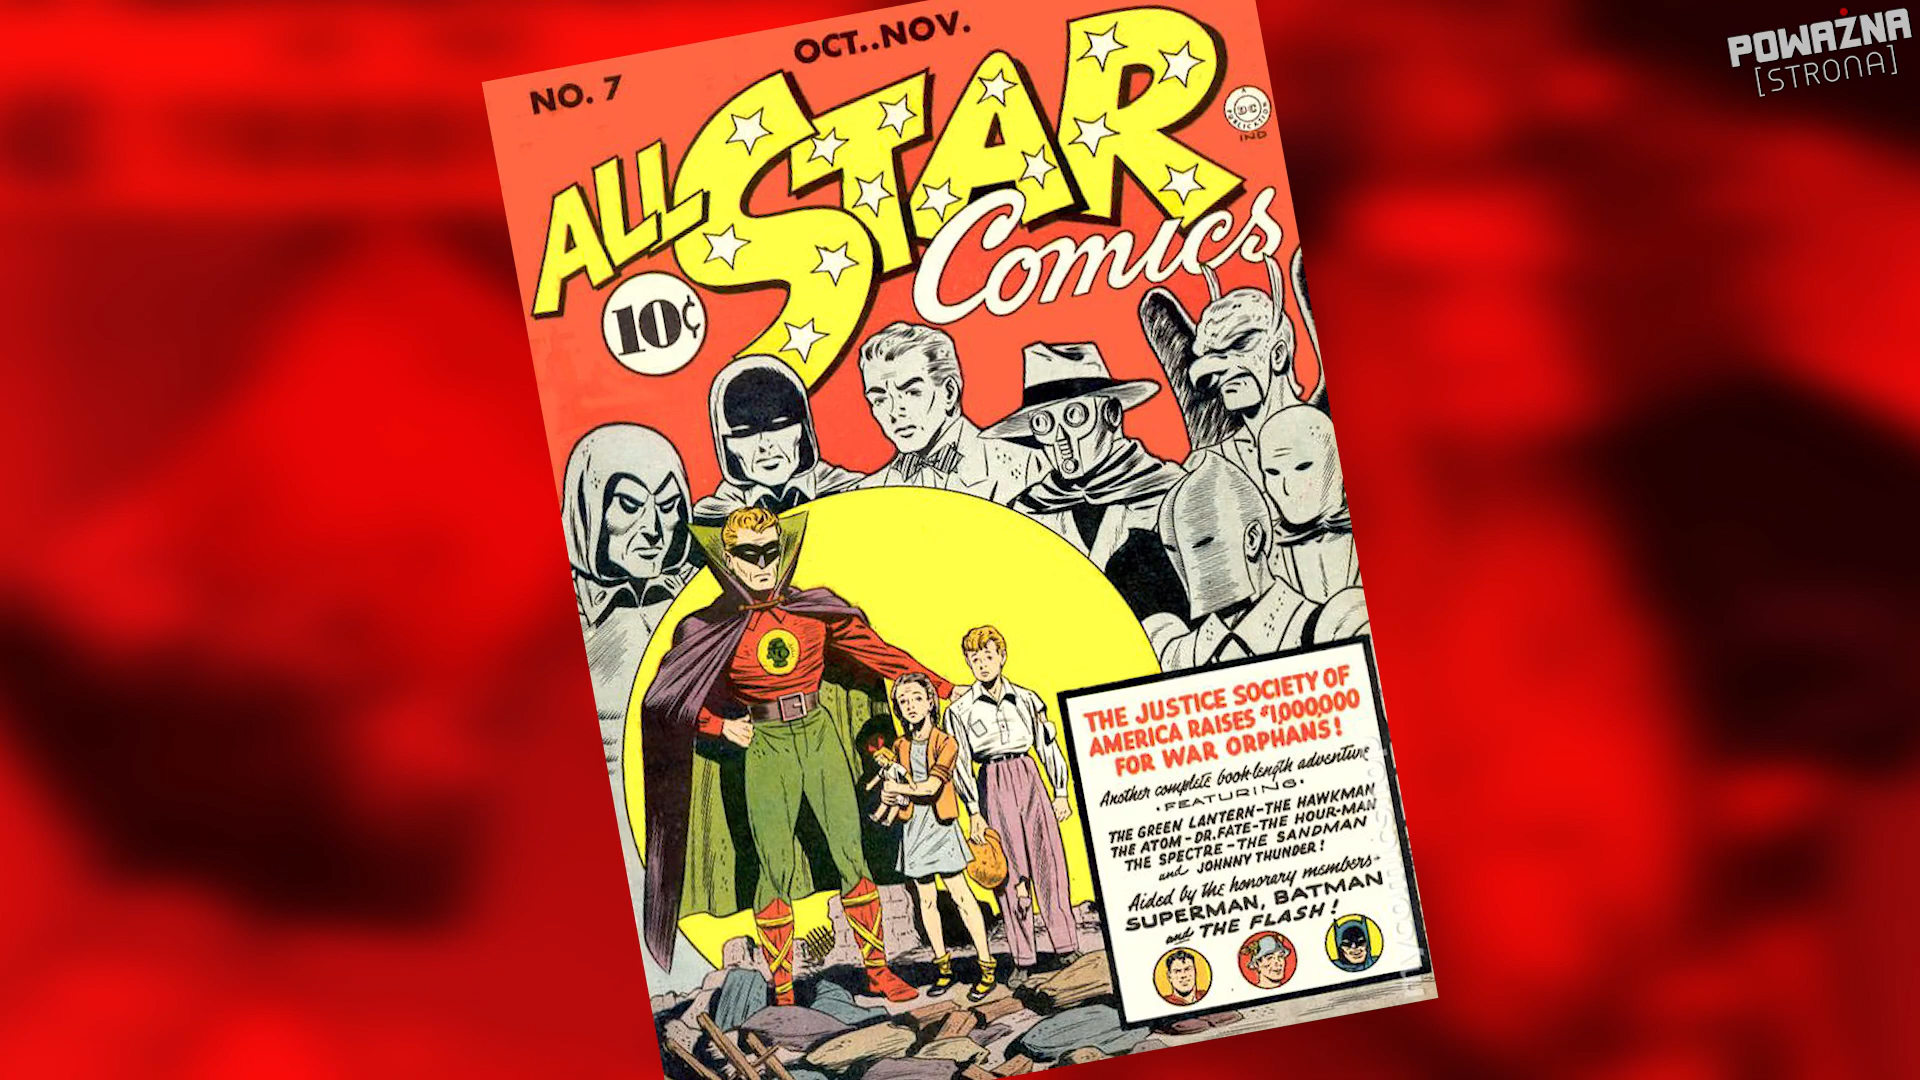 POWAŻNA
[STRONA]
OCT..NOV.
NO. 7
ALL STAR
Comics
A DC PUBLICATION
IND
10¢
THE JUSTICE SOCIETY OF
AMERICA RAISES $1,000,000
FOR WAR ORPHANS!
Another complete book-length adventure
·FEATURING·
THE GREEN LANTERN-THE HAWKMAN
THE ATOM-DR.FATE-THE HOUR-MAN
THE SPECTRE-THE SANDMAN
and JOHNNY THUNDER!
Aided by the honorary members-
SUPERMAN, BATMAN
and THE FLASH!